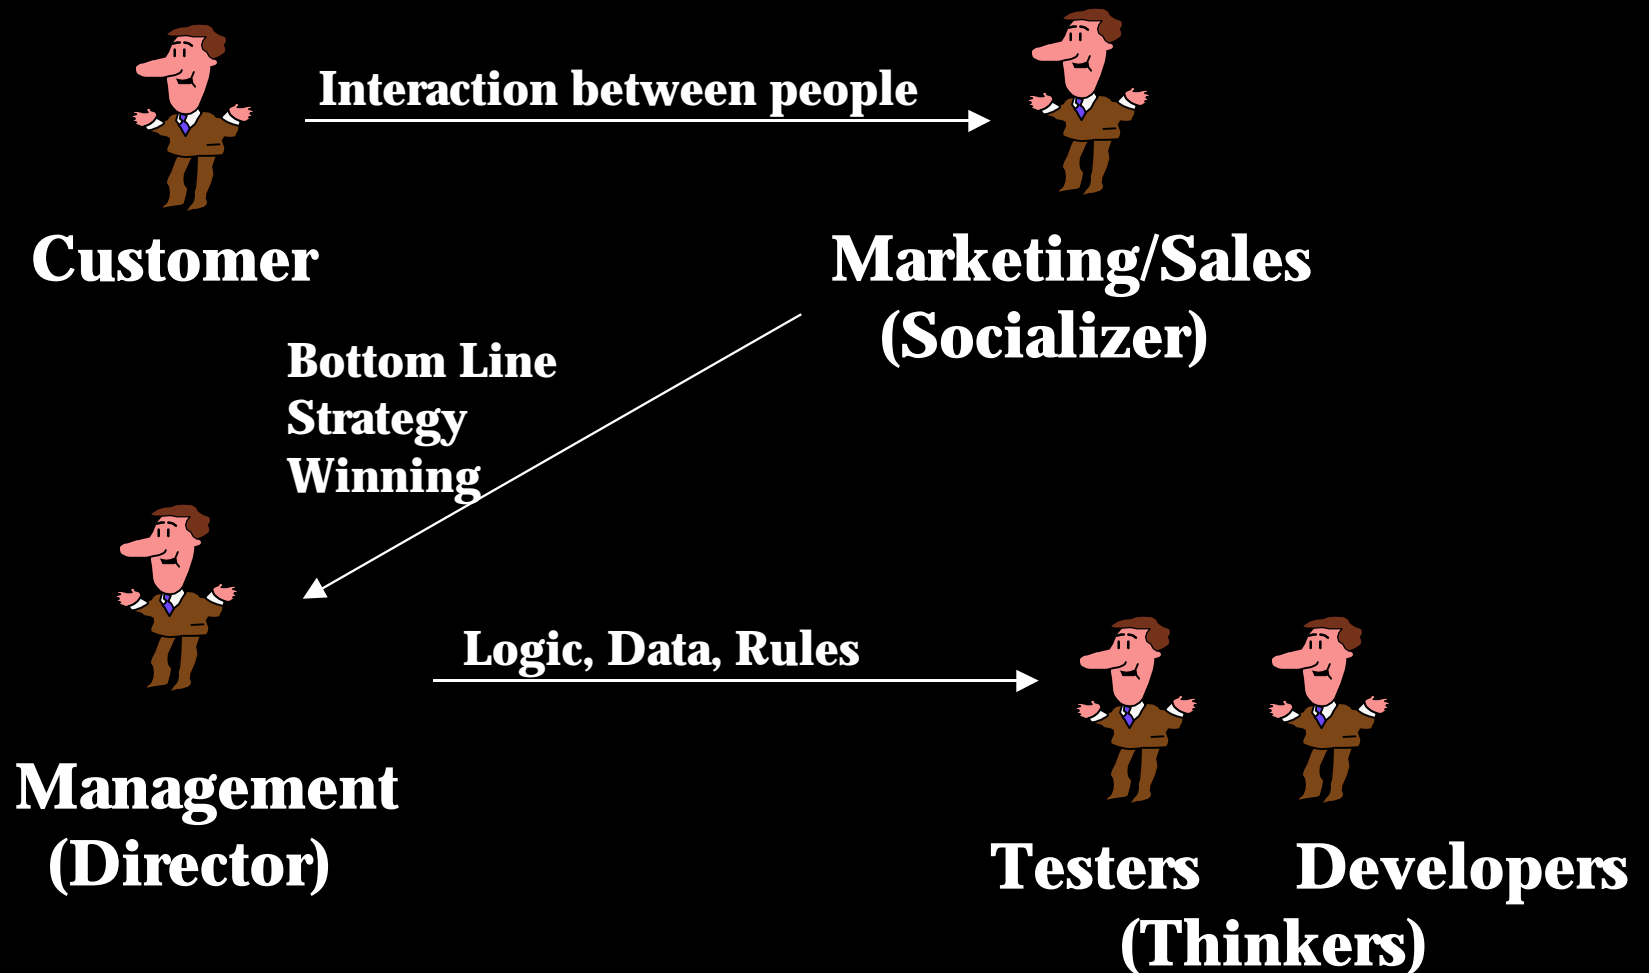 Interaction between people
Customer
Marketing/Sales
(Socializer)
Bottom Line
Strategy
Winning
Logic, Data, Rules
Management
(Director)
Testers
Developers
(Thinkers)